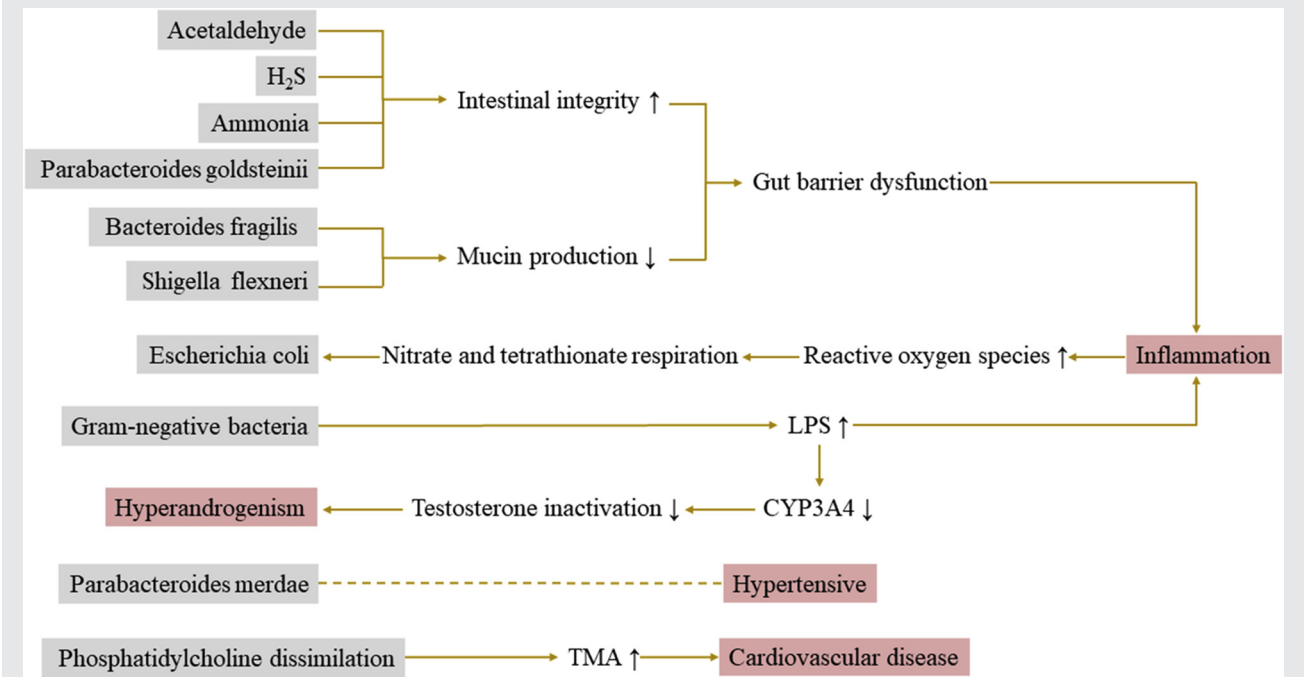 Acetaldehyde
H₂S
Intestinal integrity ↑
Ammonia
Parabacteroides goldsteinii
Gut barrier dysfunction
Bacteroides fragilis
Mucin production ↓
Shigella flexneri
Escherichia coli
Nitrate and tetrathionate respiration
Reactive oxygen species ↑
Inflammation
Gram-negative bacteria
LPS ↑
Hyperandrogenism
Testosterone inactivation ↓
CYP3A4 ↓
Parabacteroides merdae
Hypertensive
Phosphatidylcholine dissimilation
TMA ↑
Cardiovascular disease